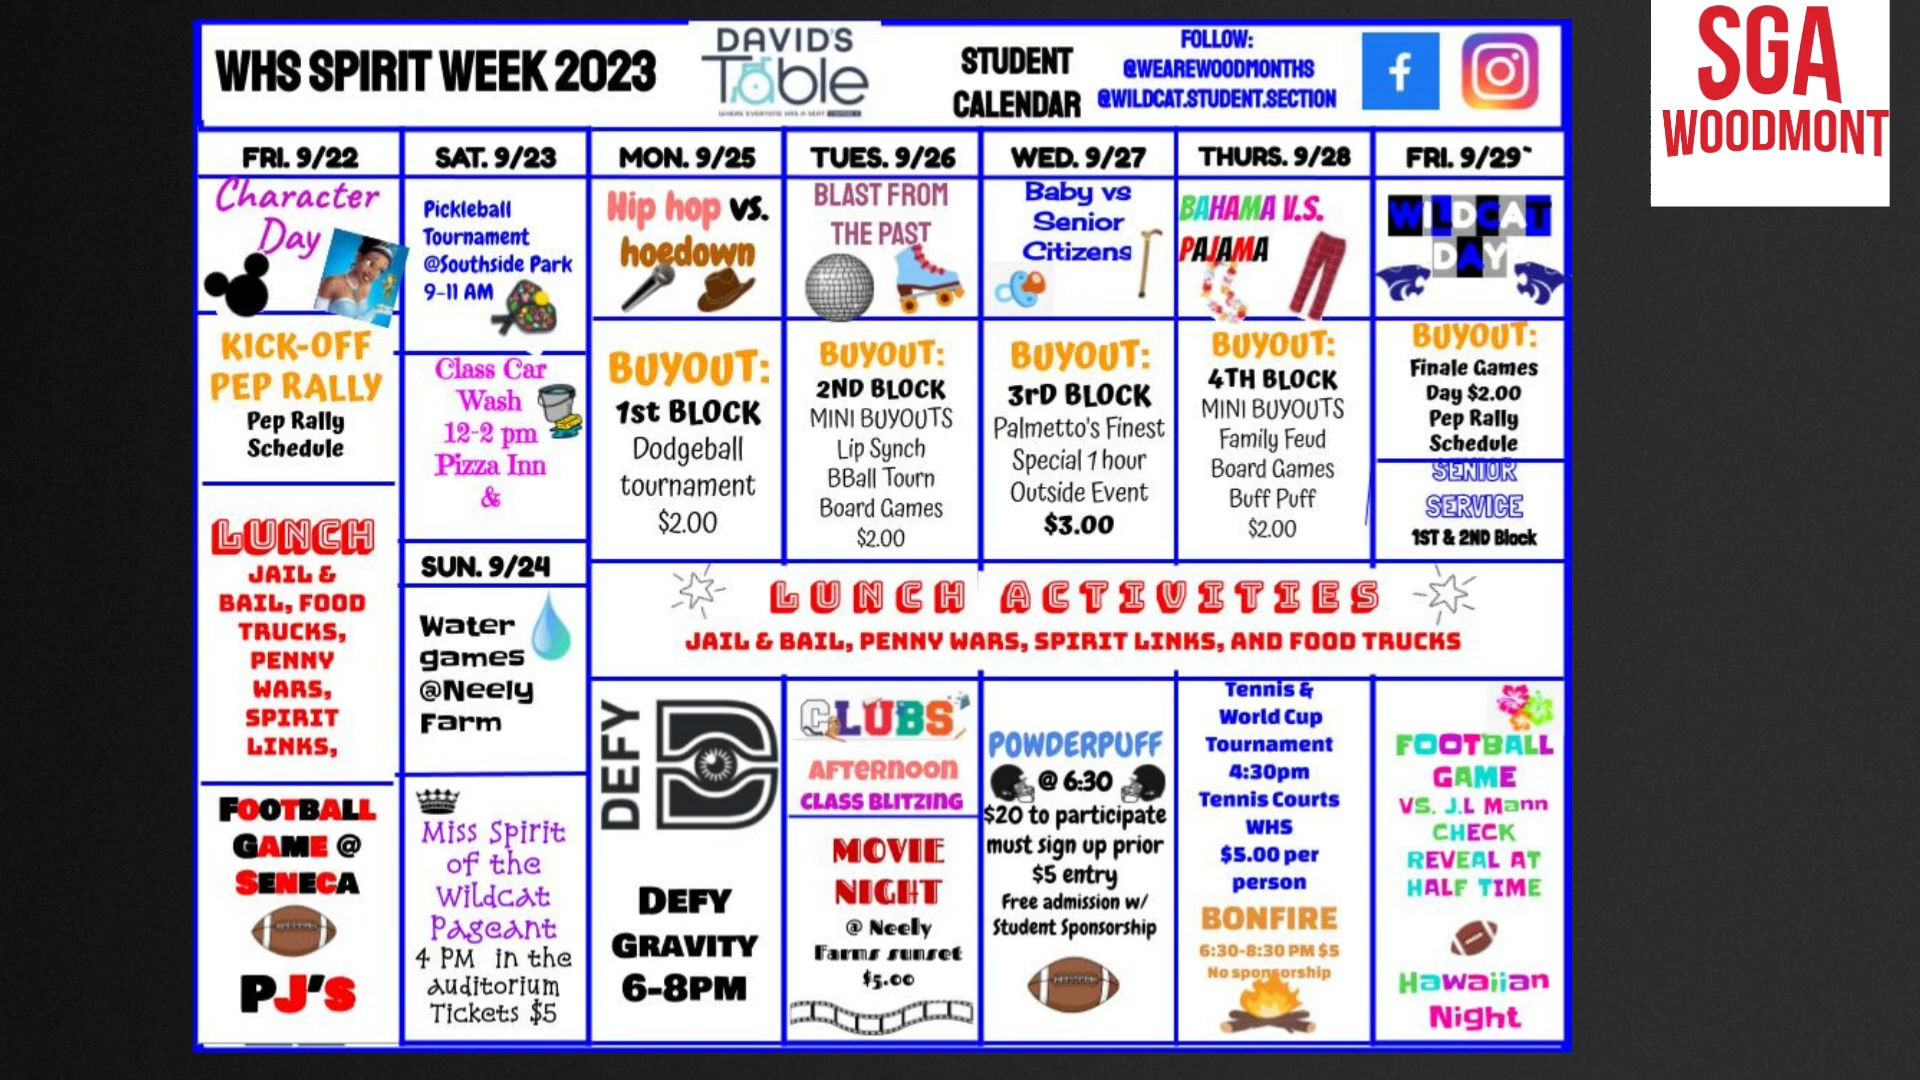 WHS SPIRIT WEEK 2023
DAVID'S
Table
WHERE EVERYONE HAS A SEAT
STUDENT
CALENDAR
FOLLOW:
@WEAREWOODMONTHS
@WILDCAT.STUDENT.SECTION
SGA
WOODMONT
FRI. 9/22
Character
Day
KICK-OFF
PEP RALLY
Pep Rally
Schedule
LUNCH
JAIL &
BAIL, FOOD
TRUCKS,
PENNY
WARS,
SPIRIT
LINKS,
FOOTBALL
GAME @
SENECA
PJ'S
SAT. 9/23
Pickleball
Tournament
@Southside Park
9-11 AM
Class Car
Wash
12-2 pm
Pizza Inn
&
SUN. 9/24
Water
games
@Neely
Farm
Miss Spirit
of the
Wildcat
Pageant
4 PM in the
auditorium
Tickets $5
MON. 9/25
Hip hop vs.
hoedown
BUYOUT:
1st BLOCK
Dodgeball
tournament
$2.00
TUES. 9/26
BLAST FROM
THE PAST
BUYOUT:
2ND BLOCK
MINI BUYOUTS
Lip Synch
BBall Tourn
Board Games
$2.00
WED. 9/27
Baby vs
Senior
Citizens
BUYOUT:
3rD BLOCK
Palmetto's Finest
Special 1 hour
Outside Event
$3.00
THURS. 9/28
BAHAMA V.S.
PAJAMA
BUYOUT:
4TH BLOCK
MINI BUYOUTS
Family Feud
Board Games
Buff Puff
$2.00
FRI. 9/29`
WILDCAT
DAY
BUYOUT:
Finale Games
Day $2.00
Pep Rally
Schedule
SENIOR
SERVICE
1ST & 2ND Block
LUNCH ACTIVITIES
JAIL & BAIL, PENNY WARS, SPIRIT LINKS, AND FOOD TRUCKS
DEFY
DEFY
GRAVITY
6-8PM
CLUBS
AFTERNOON
CLASS BLITZING
MOVIE
NIGHT
@ Neely
Farms sunset
$5.00
POWDERPUFF
@ 6:30
$20 to participate
must sign up prior
$5 entry
Free admission w/
Student Sponsorship
Tennis &
World Cup
Tournament
4:30pm
Tennis Courts
WHS
$5.00 per
person
BONFIRE
6:30-8:30 PM $5
No sponsorship
FOOTBALL
GAME
VS. J.L Mann
CHECK
REVEAL AT
HALF TIME
Hawaiian
Night